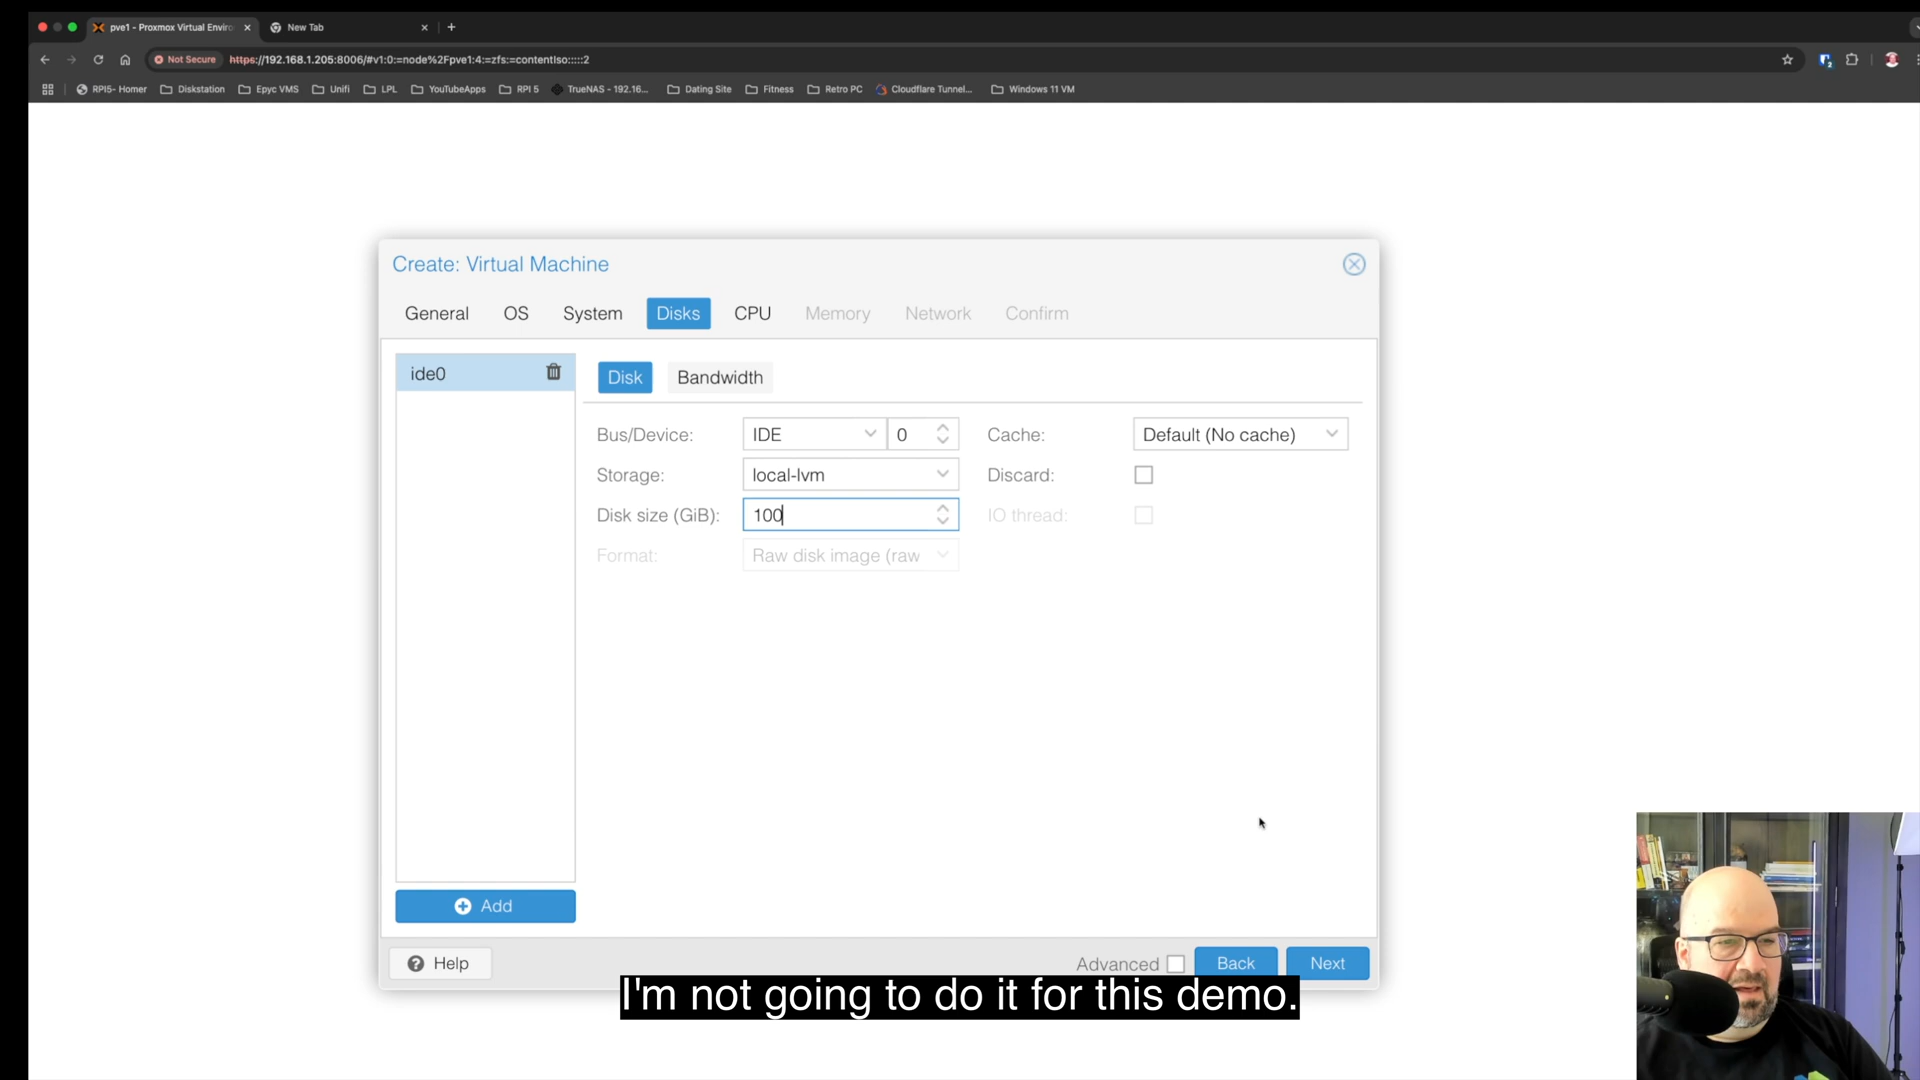 pve1 - Proxmox Virtual Enviro
New Tab
Not Secure
https://192.168.1.205:8006/#v1:0:=node%2Fpve1:4:=zfs:=contentIso:::::2
RPI5- Homer
Diskstation
Epyc VMS
Unifi
LPL
YouTubeApps
RPI 5
TrueNAS - 192.16...
Dating Site
Fitness
Retro PC
Cloudflare Tunnel...
Windows 11 VM
Create: Virtual Machine
General
OS
System
Disks
CPU
Memory
Network
Confirm
ide0
Disk
Bandwidth
Bus/Device:
IDE
0
Cache:
Default (No cache)
Storage:
local-lvm
Discard:
Disk size (GiB):
100
IO thread:
Format:
Raw disk image (raw
Add
Help
Advanced
Back
Next
I'm not going to do it for this demo.